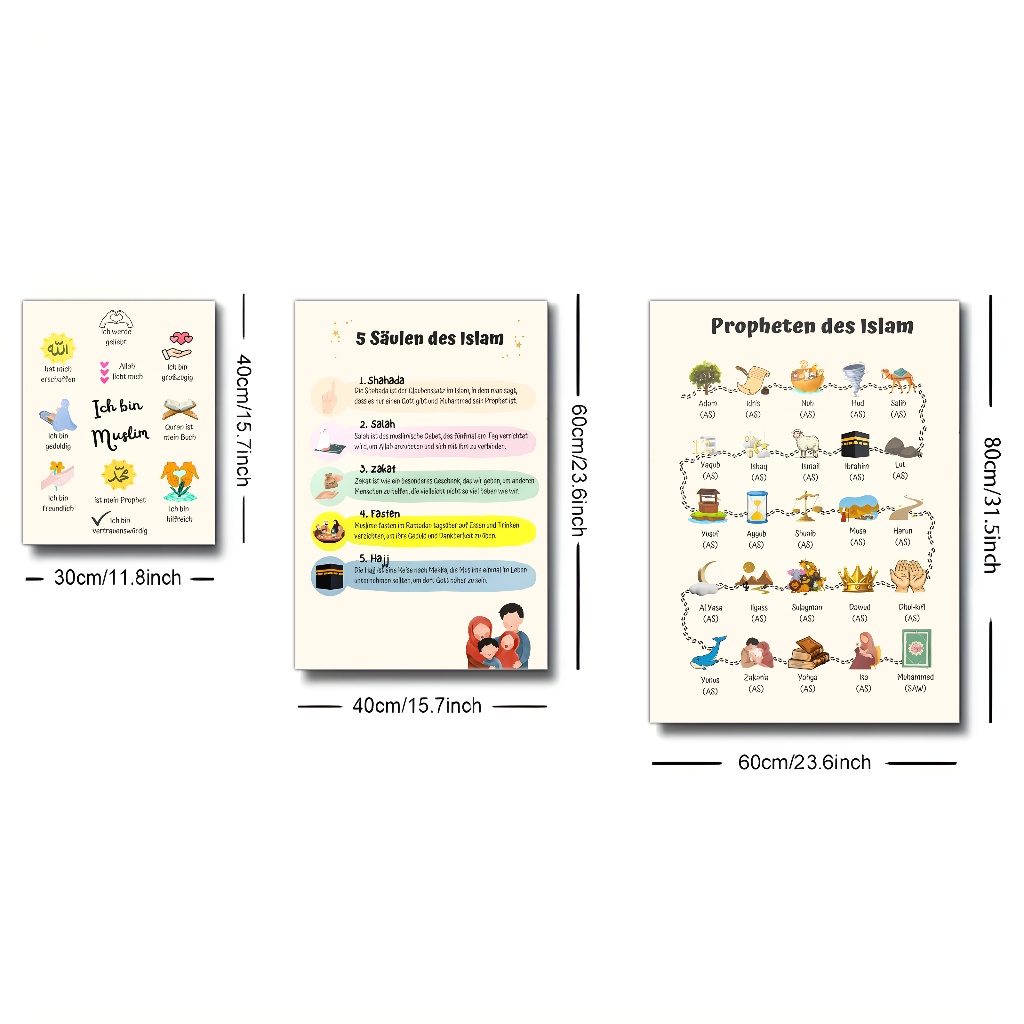 Ich werde
geliebt
الله
hat mich
erschaffen
Allah
liebt mich
Ich bin
großzügig
Ich bin
geduldig
Ich bin
Muslim
Quran ist
mein Buch
Ich bin
freundlich
محمد
ist mein Prophet
Ich bin
hilfreich
Ich bin
vertrauenswürdig
40cm/15.7inch
30cm/11.8inch
5 Säulen des Islam
1. Shahada
Die Shahada ist der Glaubenssatz im Islam, in dem man sagt,
dass es nur einen Gott gibt und Muhammed sein Prophet ist.
2. Salah
Salah ist das muslimische Gebet, das fünfmal am Tag verrichtet
wird, um Allah anzubeten und sich mit ihm zu verbinden.
3. Zakat
Zakat ist wie ein besonderes Geschenk, das wir geben, um anderen
Menschen zu helfen, die vielleicht nicht so viel haben wie wir.
4. Fasten
Muslime fasten im Ramadan tagsüber auf Essen und Trinken
verzichten, um ihre Geduld und Dankbarkeit zu üben.
5. Hajj
Die Hajj ist eine Reise nach Mekka, die Muslime einmal im Leben
unternehmen sollten, um dort Gott näher zu sein.
60cm/23.6inch
40cm/15.7inch
Propheten des Islam
Adam Idris Nuh Hud Salih
(AS) (AS) (AS) (AS) (AS)
Yaqub Ishaq Ismail Ibrahim Lut
(AS) (AS) (AS) (AS) (AS)
Yusuf Ayyub Shuaib Musa Harun
(AS) (AS) (AS) (AS) (AS)
Al Yasa Ilyass Sulayman Dawud Dhul-kifl
(AS) (AS) (AS) (AS) (AS)
Yunus Zakaria Yahya Isa Muhammed
(AS) (AS) (AS) (AS) (SAW)
80cm/31.5inch
60cm/23.6inch